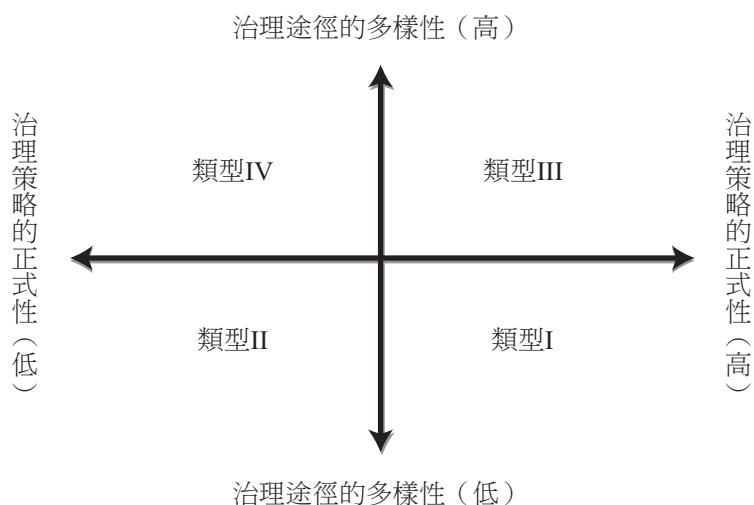 治理途徑的多樣性（高）
治理策略的正式性（低）
類型IV
類型III
治理策略的正式性（高）
類型II
類型I
治理途徑的多樣性（低）